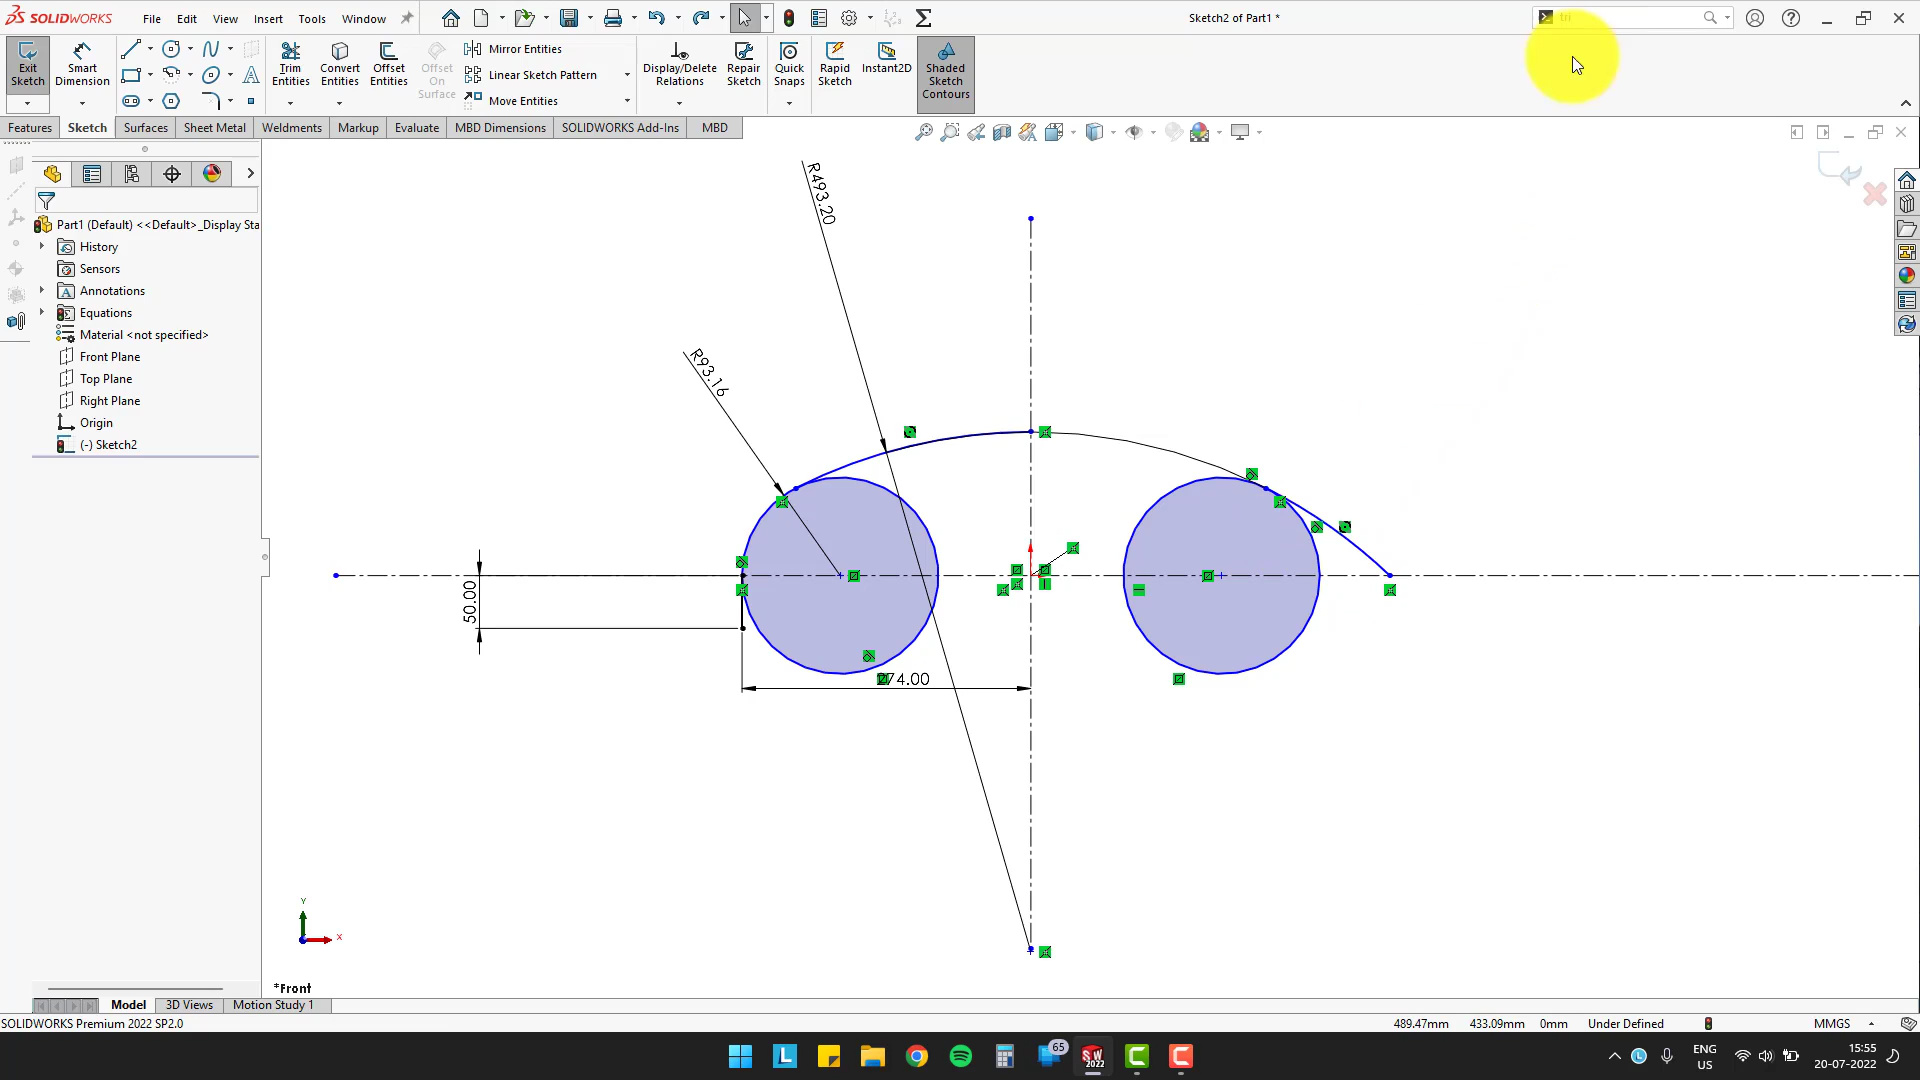 SOLIDWORKS File Edit View Insert Tools Window Sketch2 of Part1 * tri
Exit Sketch
Smart Dimension
Trim Entities
Convert Entities
Offset Entities
Offset On Surface
Mirror Entities
Linear Sketch Pattern
Move Entities
Display/Delete Relations
Repair Sketch
Quick Snaps
Rapid Sketch
Instant2D
Shaded Sketch Contours
Features Sketch Surfaces Sheet Metal Weldments Markup Evaluate MBD Dimensions SOLIDWORKS Add-Ins MBD
Part1 (Default) <<Default>_Display Sta
History
Sensors
Annotations
Equations
Material <not specified>
Front Plane
Top Plane
Right Plane
Origin
(-) Sketch2
R493.20
R93.16
50.00
274.00
Y
X
*Front
Model 3D Views Motion Study 1
SOLIDWORKS Premium 2022 SP2.0 489.47mm 433.09mm 0mm Under Defined MMGS
L
65
SW
2022
ENG
US
15:55
20-07-2022